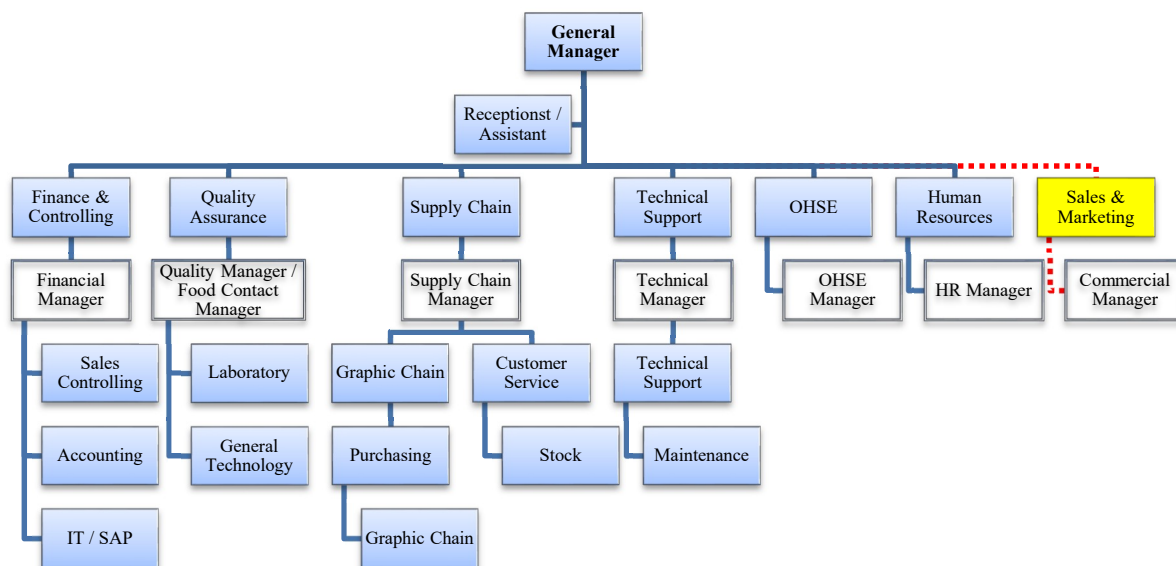 General
Manager
Receptionst /
Assistant
Finance &
Controlling
Quality
Assurance
Supply Chain
Technical
Support
OHSE
Human
Resources
Sales &
Marketing
Financial
Manager
Quality Manager /
Food Contact
Manager
Supply Chain
Manager
Technical
Manager
OHSE
Manager
HR Manager
Commercial
Manager
Sales
Controlling
Laboratory
Graphic Chain
Customer
Service
Technical
Support
Accounting
General
Technology
Purchasing
Stock
Maintenance
IT / SAP
Graphic Chain